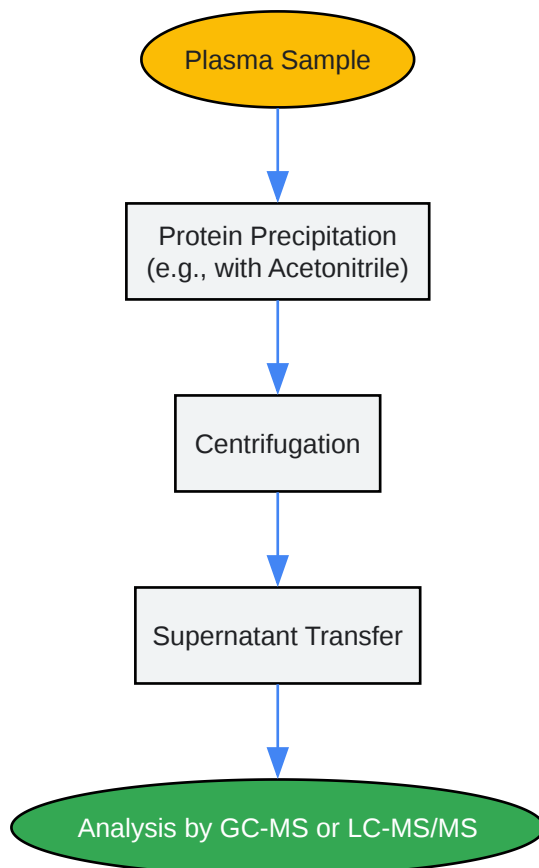 Plasma Sample
Protein Precipitation
(e.g., with Acetonitrile)
Centrifugation
Supernatant Transfer
Analysis by GC-MS or LC-MS/MS